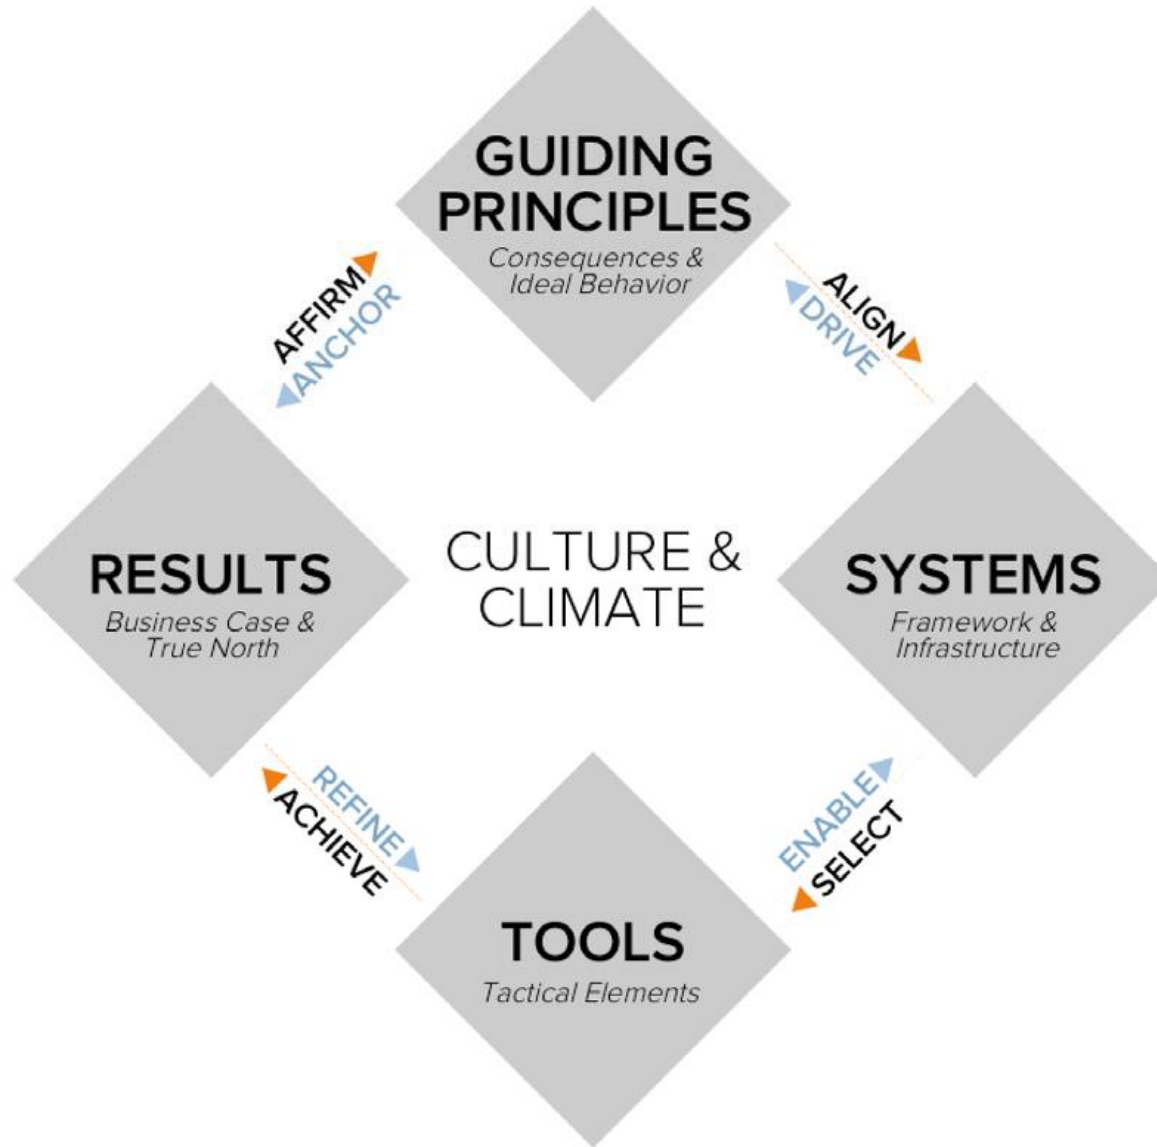 GUIDING
PRINCIPLES
Consequences &
Ideal Behavior
AFFIRM
ANCHOR
ALIGN
DRIVE
RESULTS
Business Case &
True North
CULTURE &
CLIMATE
SYSTEMS
Framework &
Infrastructure
REFINE
ACHIEVE
ENABLE
SELECT
TOOLS
Tactical Elements